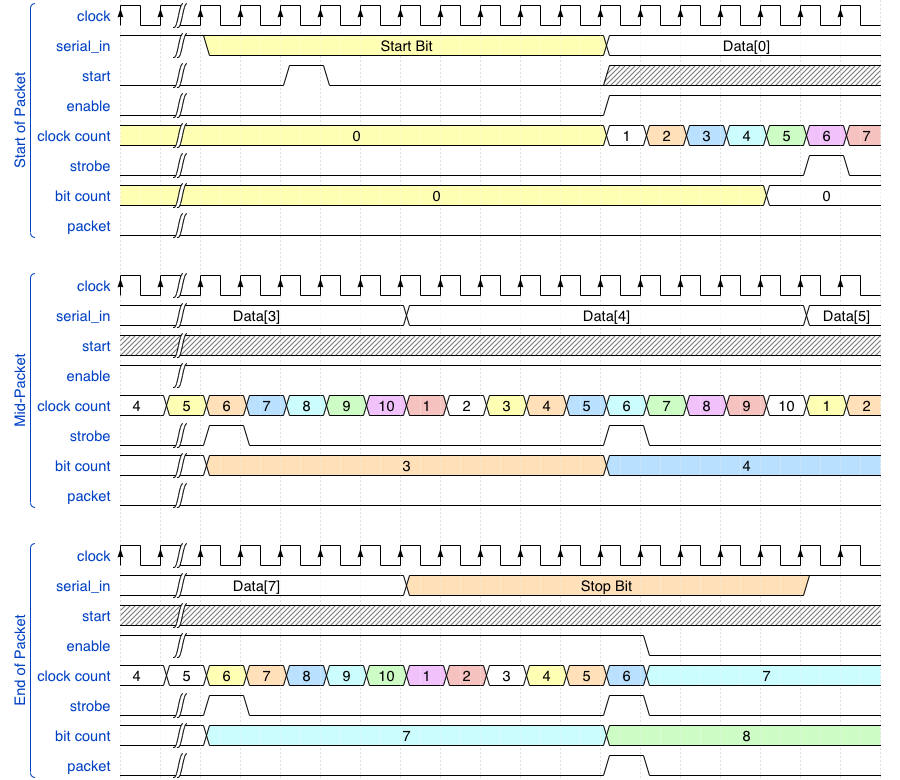 Start of Packet
clock
serial_in Start Bit Data[0]
start
enable
clock count 0 1 2 3 4 5 6 7
strobe
bit count 0 0
packet
Mid-Packet
clock
serial_in Data[3] Data[4] Data[5]
start
enable
clock count 4 5 6 7 8 9 10 1 2 3 4 5 6 7 8 9 10 1 2
strobe
bit count 3 4
packet
End of Packet
clock
serial_in Data[7] Stop Bit
start
enable
clock count 4 5 6 7 8 9 10 1 2 3 4 5 6 7
strobe
bit count 7 8
packet